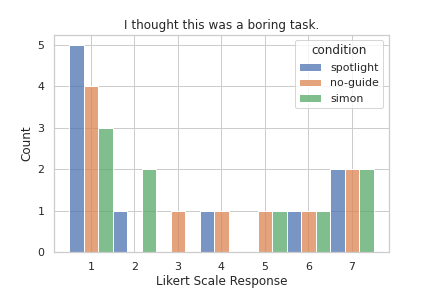 I thought this was a boring task.
condition
spotlight
no-guide
simon
Count
5
4
3
2
1
0
1 2 3 4 5 6 7
Likert Scale Response